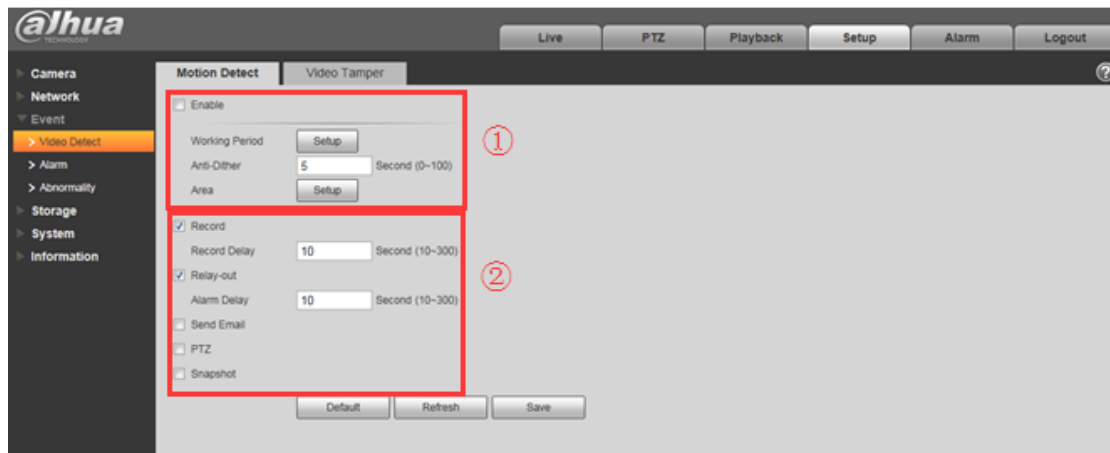 alhua
TECHNOLOGY
Live PTZ Playback Setup Alarm Logout
Camera
Network
Event
> Video Detect
> Alarm
> Abnormality
Storage
System
Information
Motion Detect Video Tamper
?
Enable
Working Period Setup
Anti-Dither 5 Second (0~100)
Area Setup
①
Record
Record Delay 10 Second (10~300)
Relay-out
Alarm Delay 10 Second (10~300)
Send Email
PTZ
Snapshot
②
Default Refresh Save